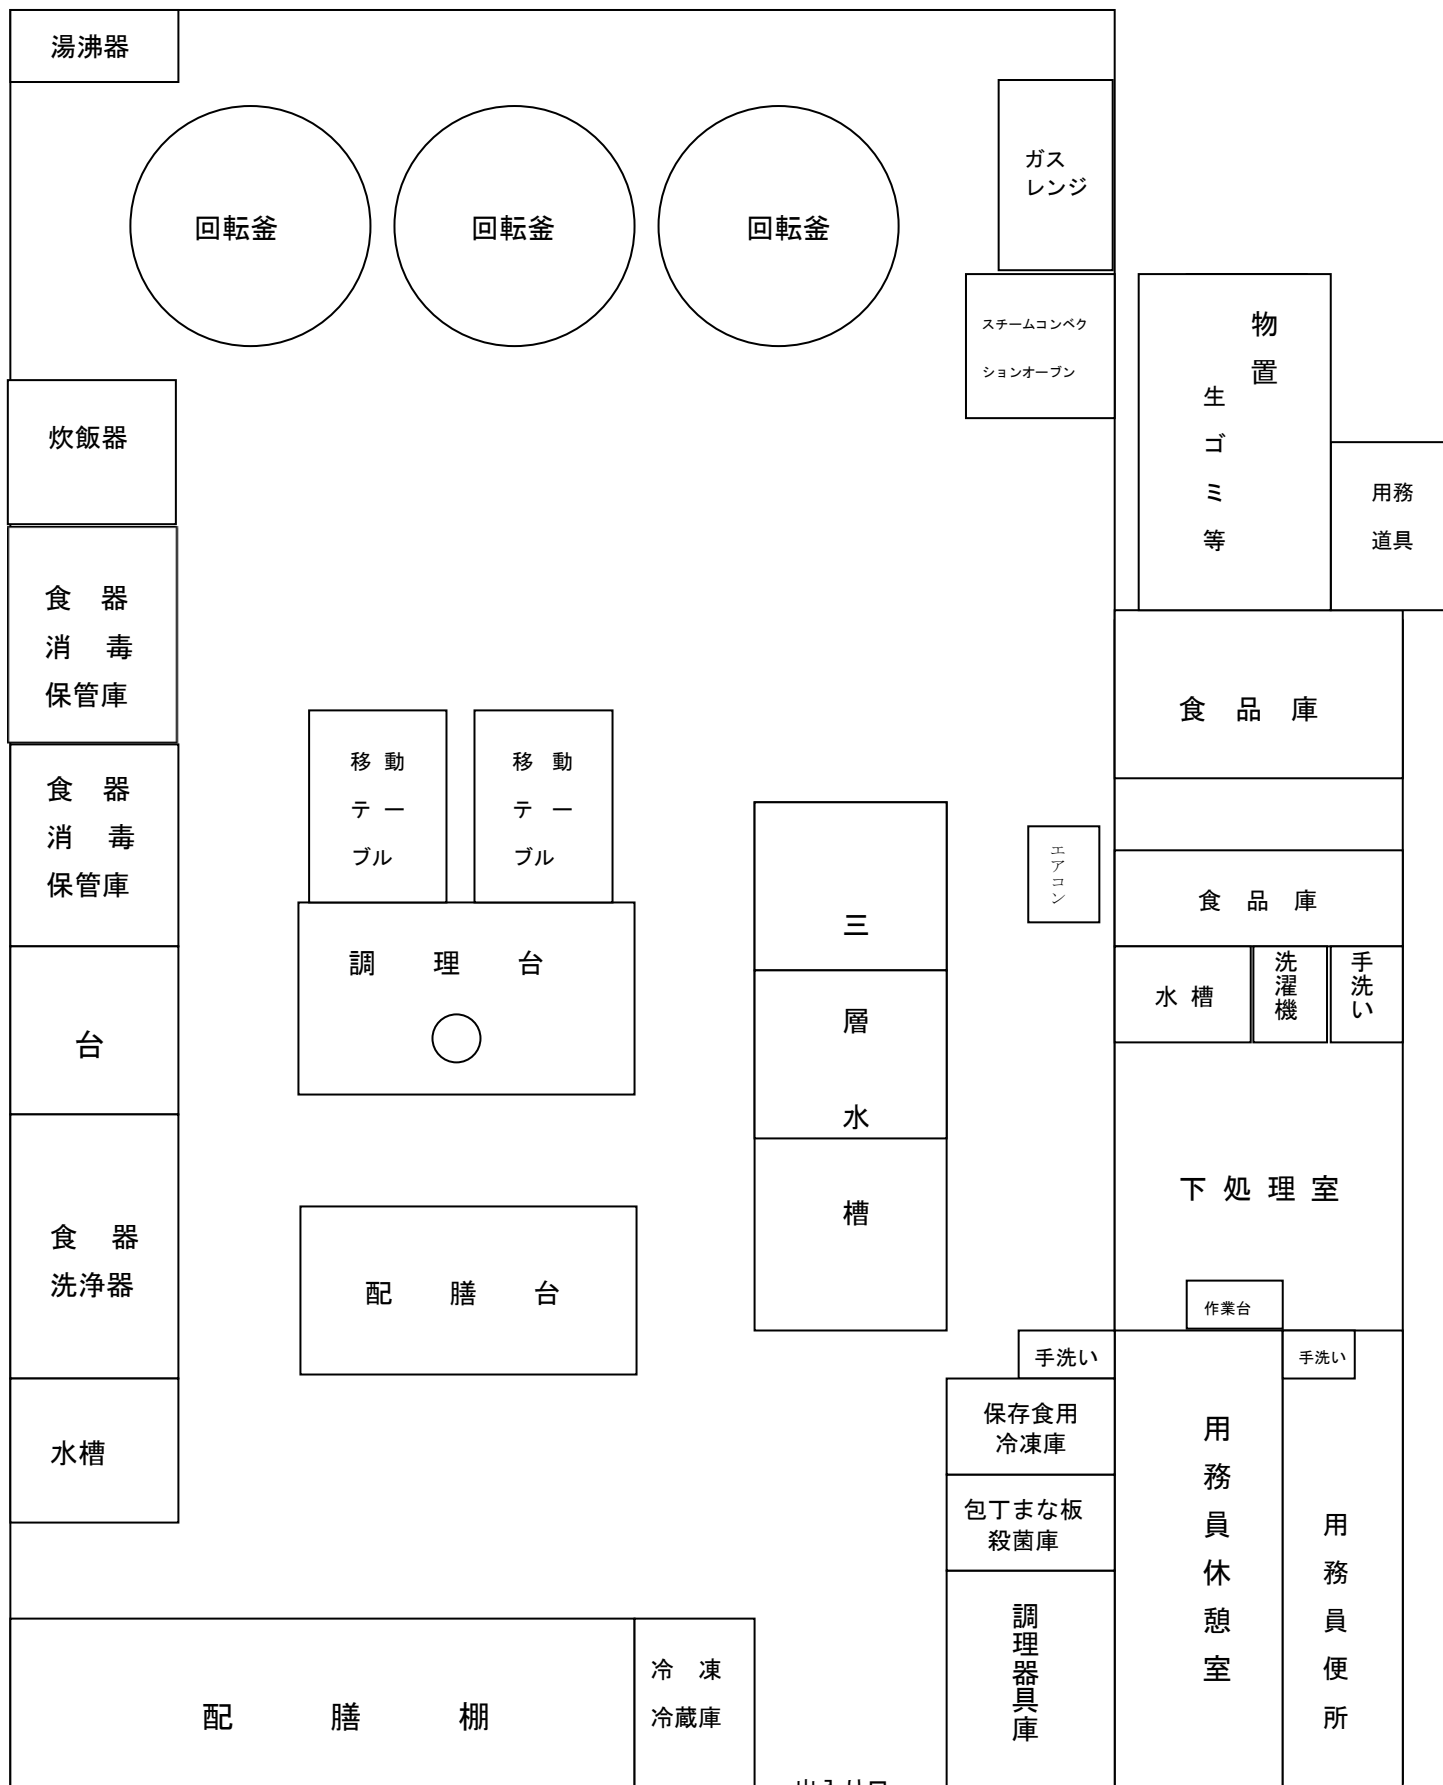 湯沸器
ガス
レンジ
回転釜
回転釜
回転釜
スチームコンベク
ションオーブン
物置
生ゴミ等
炊飯器
用務
道具
食 器
消 毒
保管庫
食 品 庫
食 器
消 毒
保管庫
移 動
テ ー
ブル
移 動
テ ー
ブル
エアコン
食 品 庫
三層水槽
調 理 台
水 槽
洗濯機
手洗い
台
下 処 理 室
食 器
洗浄器
配 膳 台
作業台
手洗い
手洗い
保存食用
冷凍庫
水槽
用務員休憩室
包丁まな板
殺菌庫
用務員便所
調理器具庫
冷 凍
冷蔵庫
配 膳 棚